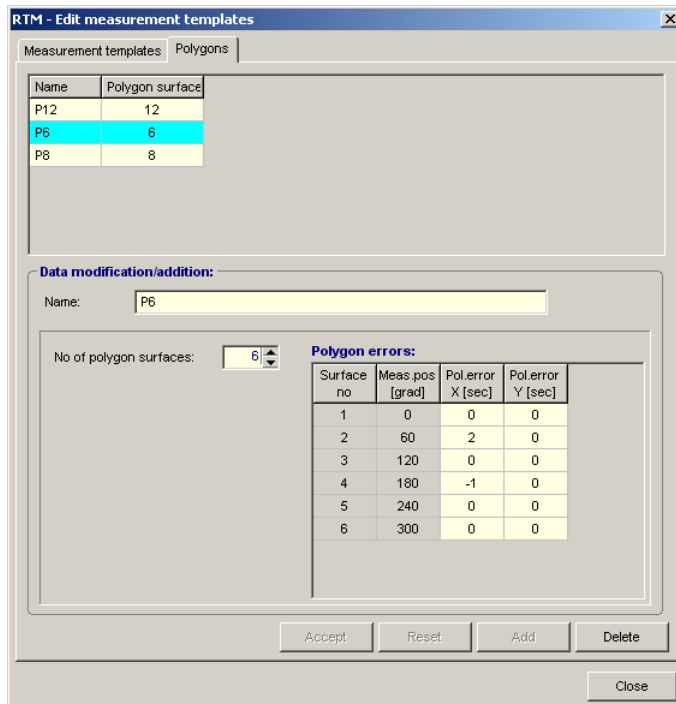 RTM - Edit measurement templates
Measurement templates Polygons
Name Polygon surface
P12 12
P6 6
P8 8
Data modification/addition:
Name: P6
No of polygon surfaces: 6
Polygon errors:
Surface no Meas.pos [grad] Pol.error X [sec] Pol.error Y [sec]
1 0 0 0
2 60 2 0
3 120 0 0
4 180 -1 0
5 240 0 0
6 300 0 0
Accept Reset Add Delete
Close